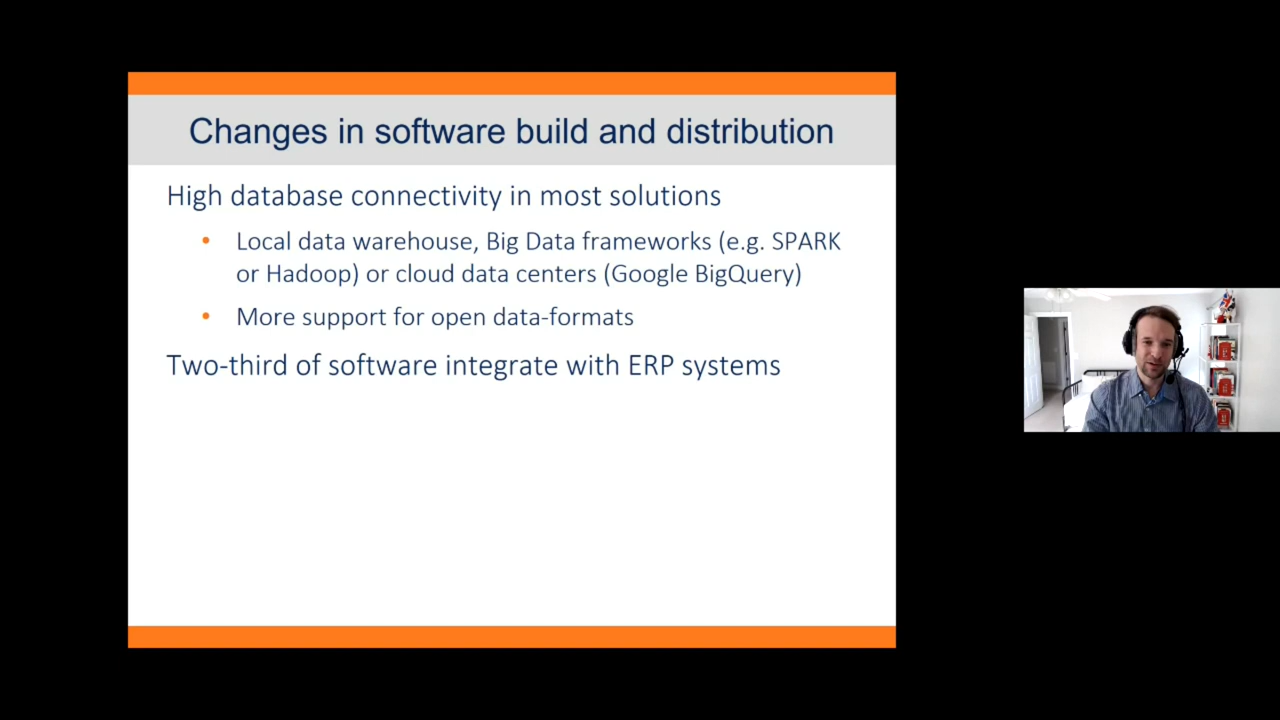 Changes in software build and distribution
High database connectivity in most solutions
• Local data warehouse, Big Data frameworks (e.g. SPARK
or Hadoop) or cloud data centers (Google BigQuery)
• More support for open data-formats
Two-third of software integrate with ERP systems